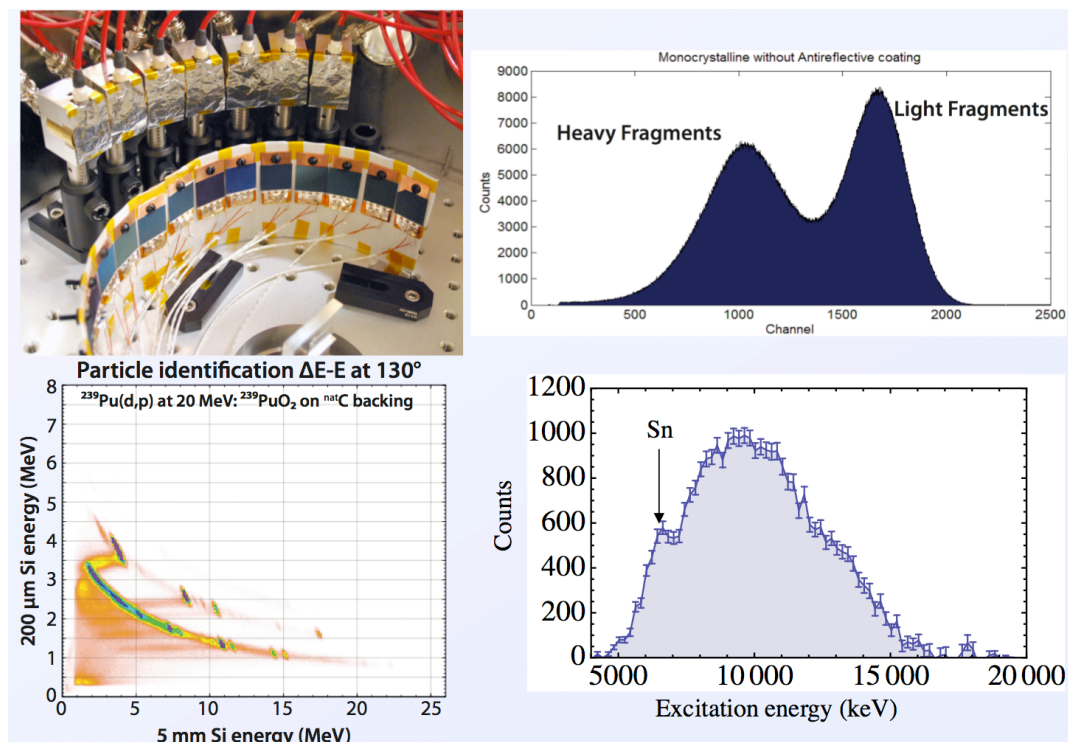 Monocrystalline without Antireflective coating
9000
8000
7000
6000
5000
4000
3000
2000
1000
0
Counts
Heavy Fragments
Light Fragments
0 500 1000 1500 2000 2500
Channel
Particle identification ΔE-E at 130°
²³⁹Pu(d,p) at 20 MeV: ²³⁹PuO₂ on ⁿᵃᵗC backing
8
7
6
5
4
3
2
1
0
200 μm Si energy (MeV)
0 5 10 15 20 25
5 mm Si energy (MeV)
1200
1000
800
600
400
200
0
Counts
Sn
5000 10 000 15 000 20 000
Excitation energy (keV)